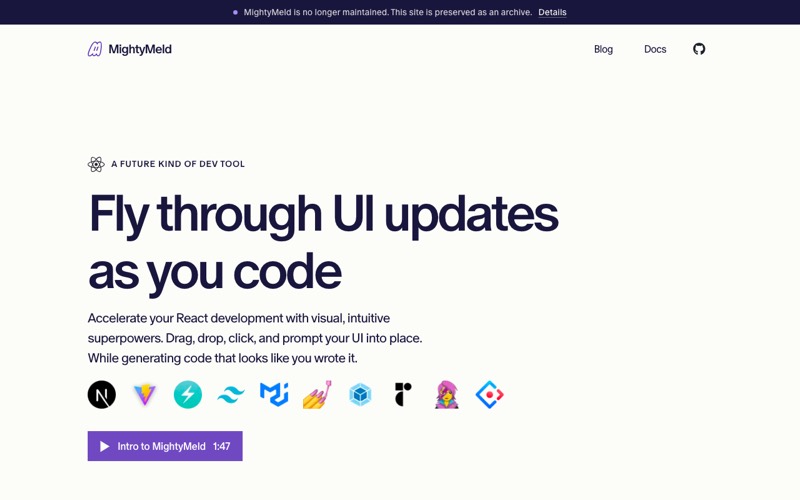 MightyMeld is no longer maintained. This site is preserved as an archive. Details
MightyMeld
Blog
Docs
A FUTURE KIND OF DEV TOOL
Fly through UI updates
as you code
Accelerate your React development with visual, intuitive
superpowers. Drag, drop, click, and prompt your UI into place.
While generating code that looks like you wrote it.
Intro to MightyMeld 1:47